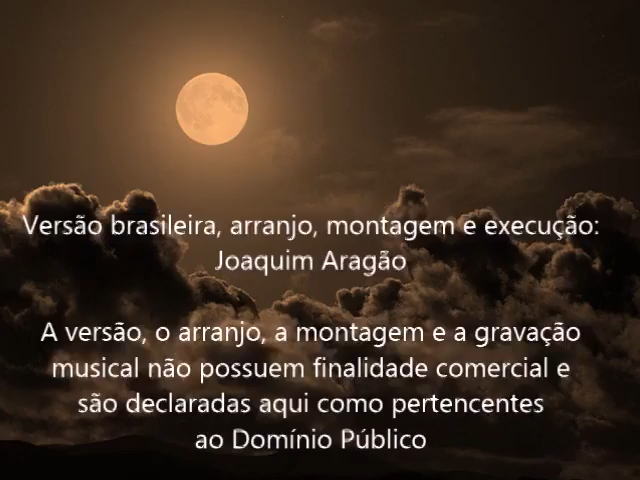 Versão brasileira, arranjo, montagem e execução:
Joaquim Aragão
A versão, o arranjo, a montagem e a gravação
musical não possuem finalidade comercial e
são declaradas aqui como pertencentes
ao Domínio Público